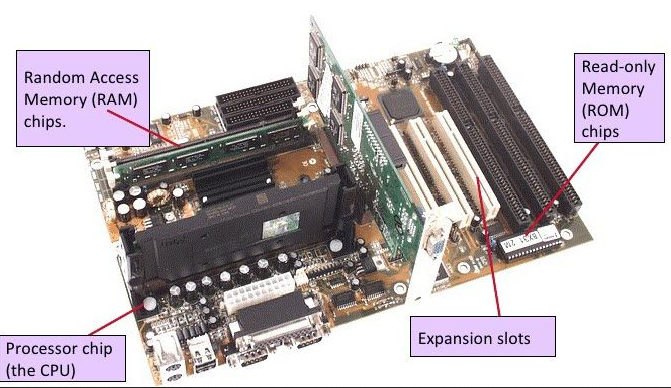 Random Access
Memory (RAM)
chips.
Read-only
Memory
(ROM)
chips
Expansion slots
Processor chip
(the CPU)